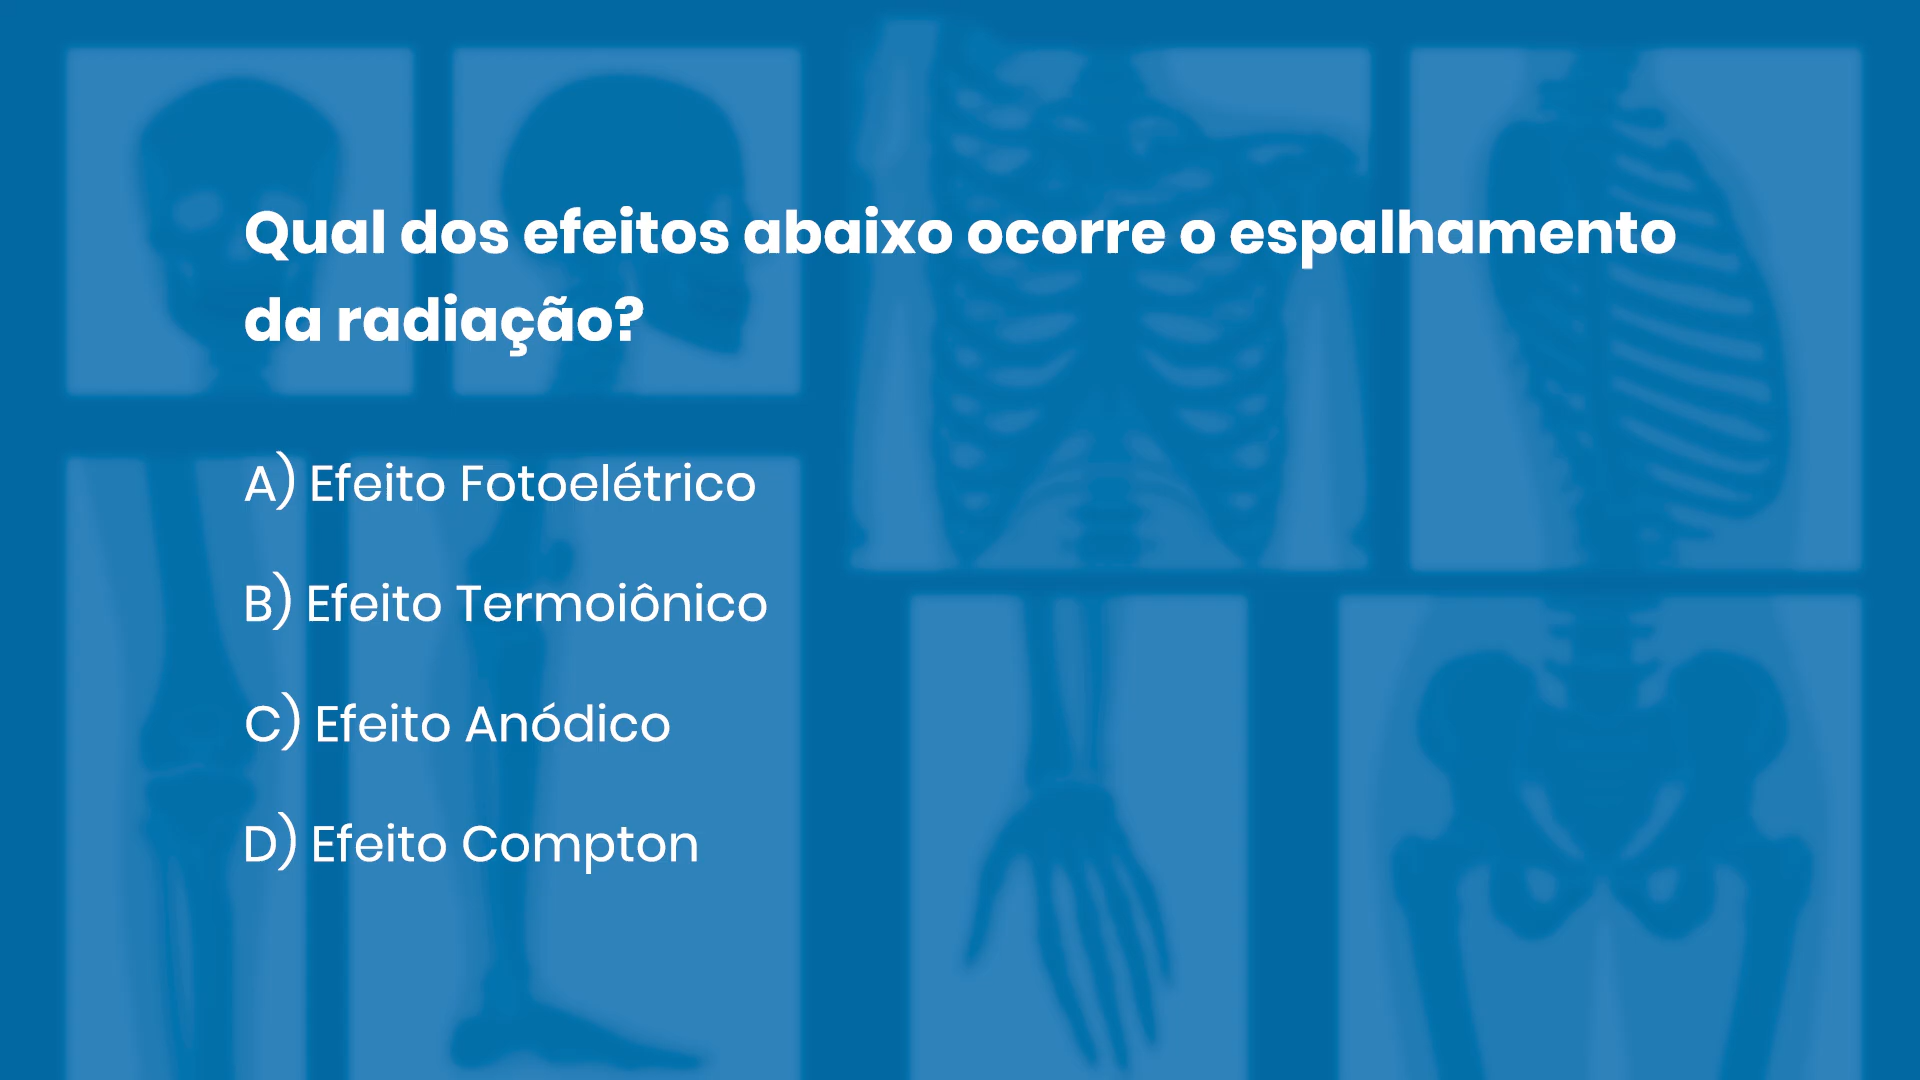 Qual dos efeitos abaixo ocorre o espalhamento
da radiação?
A) Efeito Fotoelétrico
B) Efeito Termoiônico
C) Efeito Anódico
D) Efeito Compton